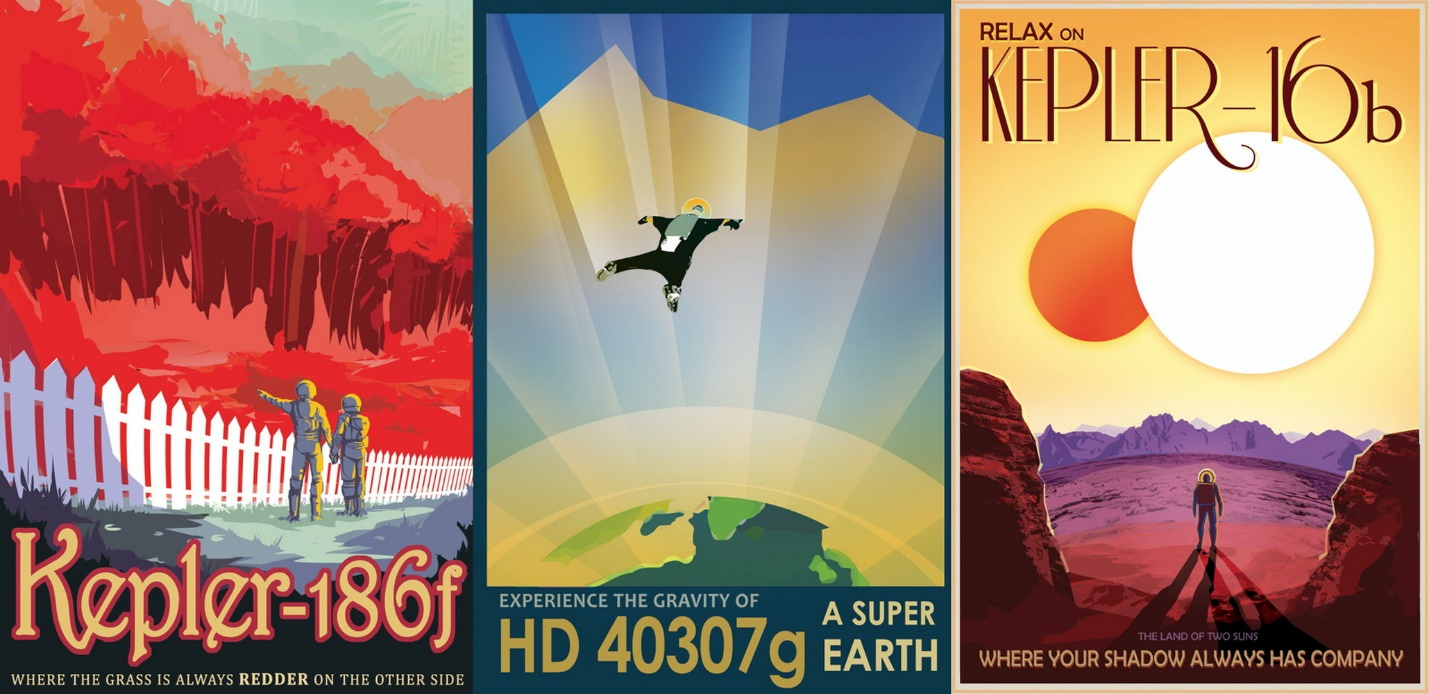 Kepler-186f
WHERE THE GRASS IS ALWAYS REDDER ON THE OTHER SIDE
EXPERIENCE THE GRAVITY OF
HD 40307g
A SUPER
EARTH
RELAX ON
KEPLER-16b
THE LAND OF TWO SUNS
WHERE YOUR SHADOW ALWAYS HAS COMPANY